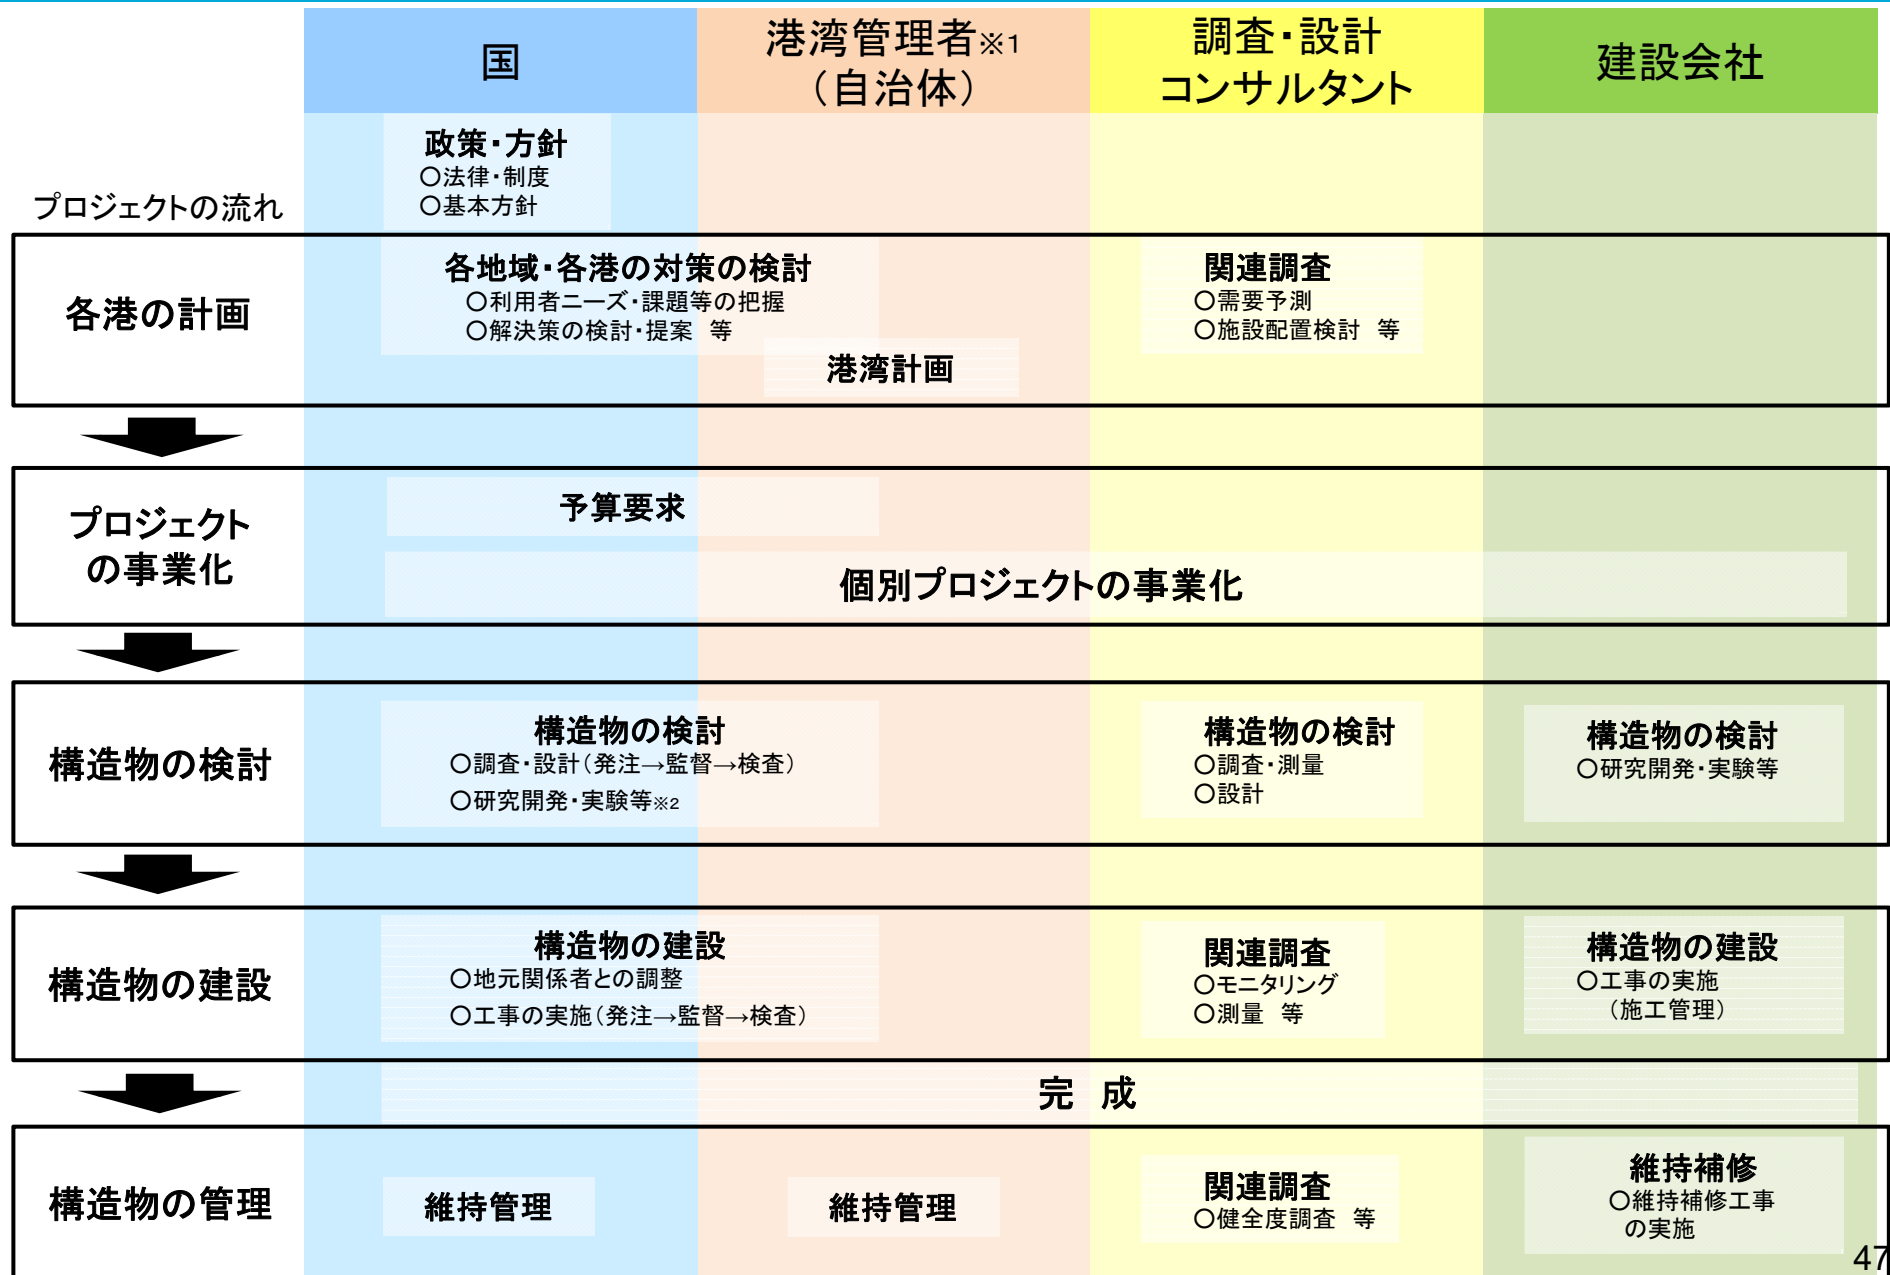 国
港湾管理者※1
（自治体）
調査・設計
コンサルタント
建設会社
プロジェクトの流れ
政策・方針
○法律・制度
○基本方針
各港の計画
各地域・各港の対策の検討
○利用者ニーズ・課題等の把握
○解決策の検討・提案　等
港湾計画
関連調査
○需要予測
○施設配置検討　等
プロジェクト
の事業化
予算要求
個別プロジェクトの事業化
構造物の検討
構造物の検討
○調査・設計（発注→監督→検査）
○研究開発・実験等※2
構造物の検討
○調査・測量
○設計
構造物の検討
○研究開発・実験等
構造物の建設
構造物の建設
○地元関係者との調整
○工事の実施（発注→監督→検査）
関連調査
○モニタリング
○測量　等
構造物の建設
○工事の実施
（施工管理）
完　成
構造物の管理
維持管理
維持管理
関連調査
○健全度調査　等
維持補修
○維持補修工事
の実施
47